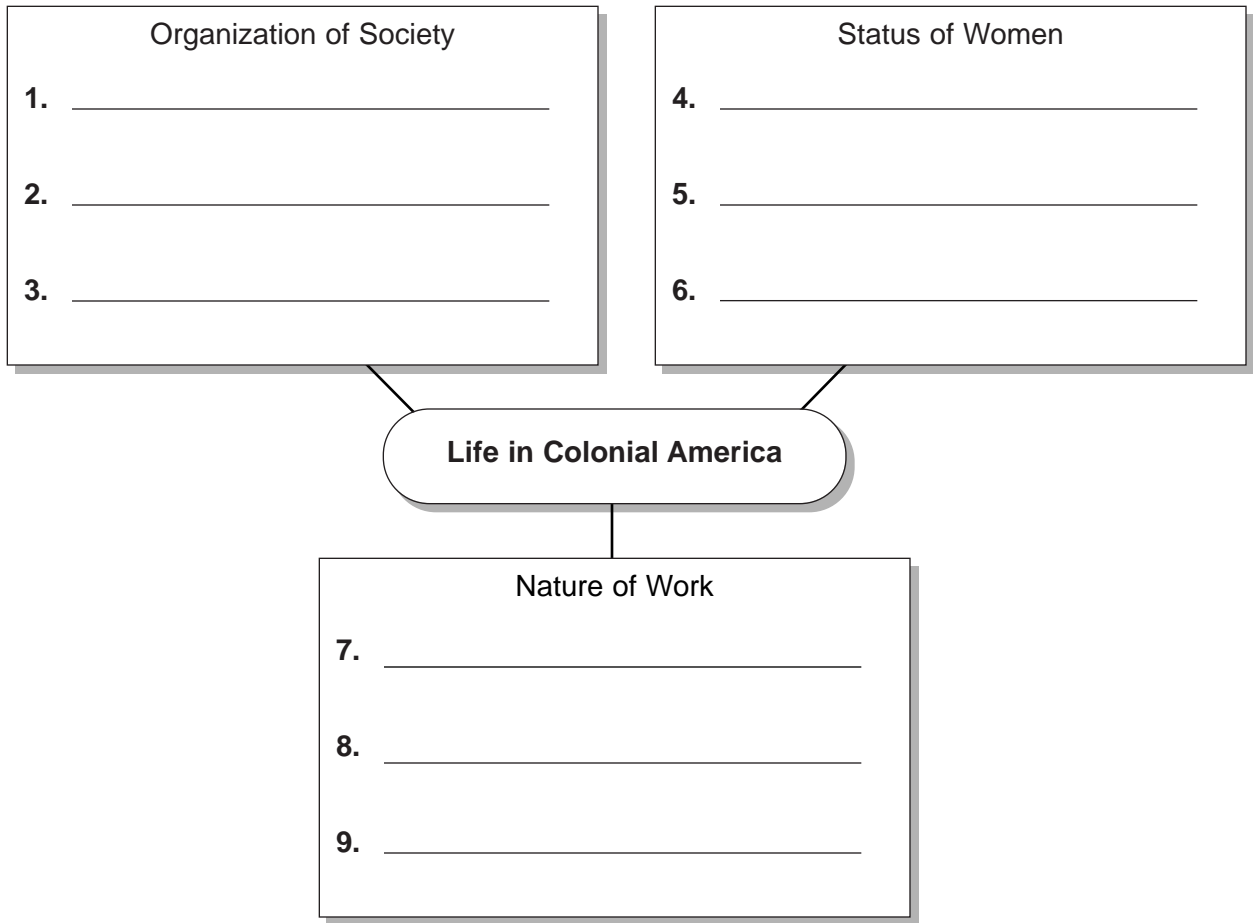 Organization of Society
1.
2.
3.
Status of Women
4.
5.
6.
Life in Colonial America
Nature of Work
7.
8.
9.